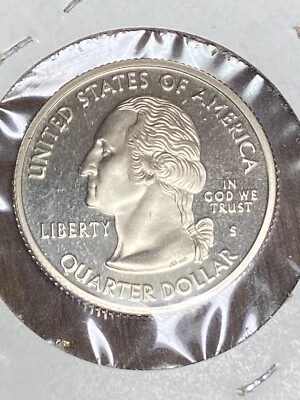 UNITED STATES OF AMERICA
IN
GOD WE
TRUST
LIBERTY
S
QUARTER DOLLAR